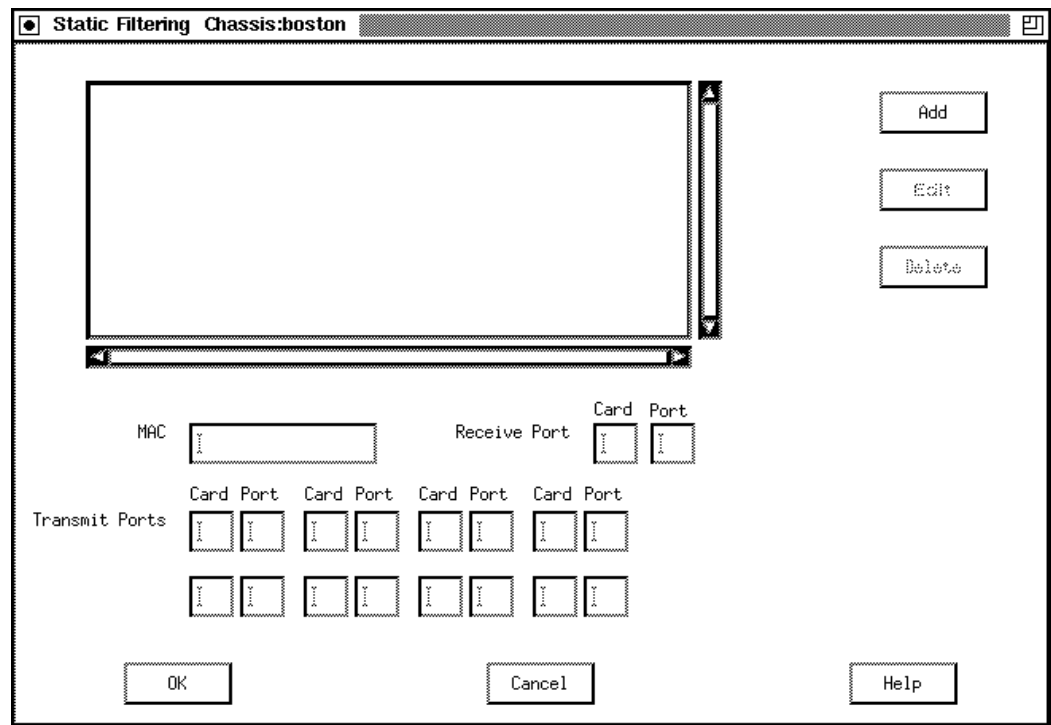 Static Filtering Chassis:boston
Add
Edit
Delete
Card Port
MAC
Receive Port
Card Port Card Port Card Port Card Port
Transmit Ports
OK
Cancel
Help